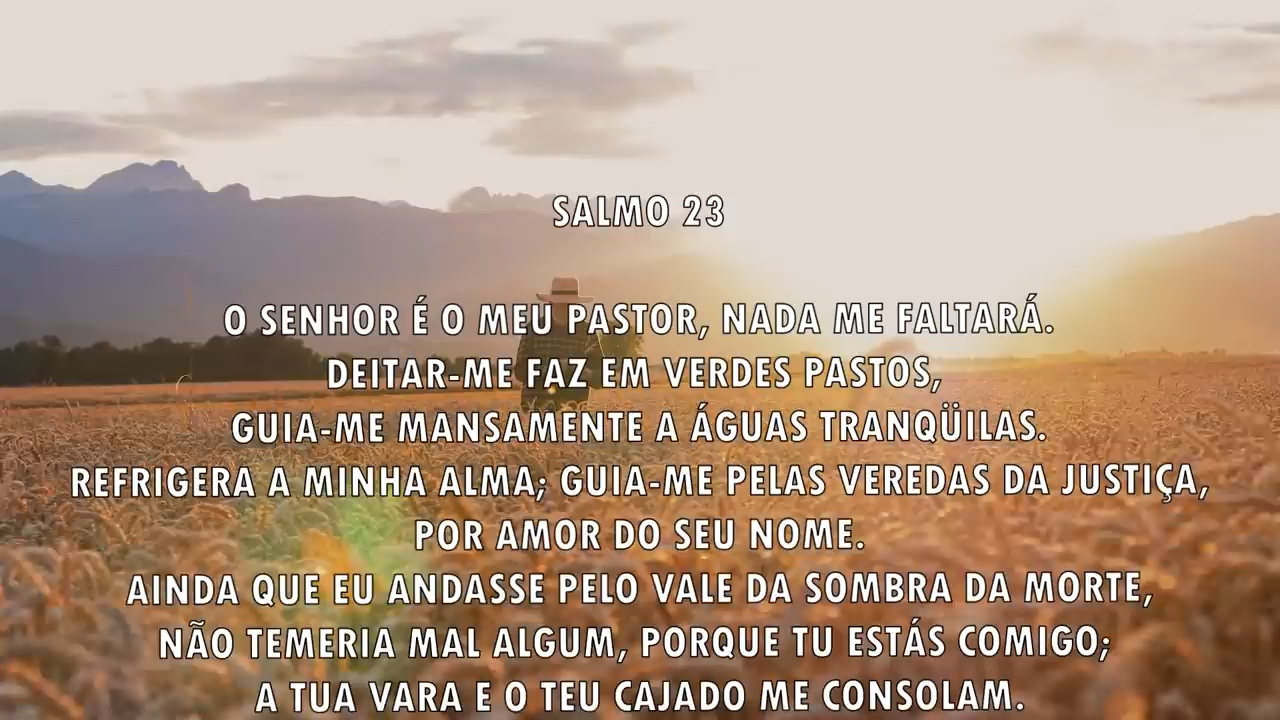 SALMO 23
O SENHOR É O MEU PASTOR, NADA ME FALTARÁ.
DEITAR-ME FAZ EM VERDES PASTOS,
GUIA-ME MANSAMENTE A ÁGUAS TRANQÜILAS.
REFRIGERA A MINHA ALMA; GUIA-ME PELAS VEREDAS DA JUSTIÇA,
POR AMOR DO SEU NOME.
AINDA QUE EU ANDASSE PELO VALE DA SOMBRA DA MORTE,
NÃO TEMERIA MAL ALGUM, PORQUE TU ESTÁS COMIGO;
A TUA VARA E O TEU CAJADO ME CONSOLAM.